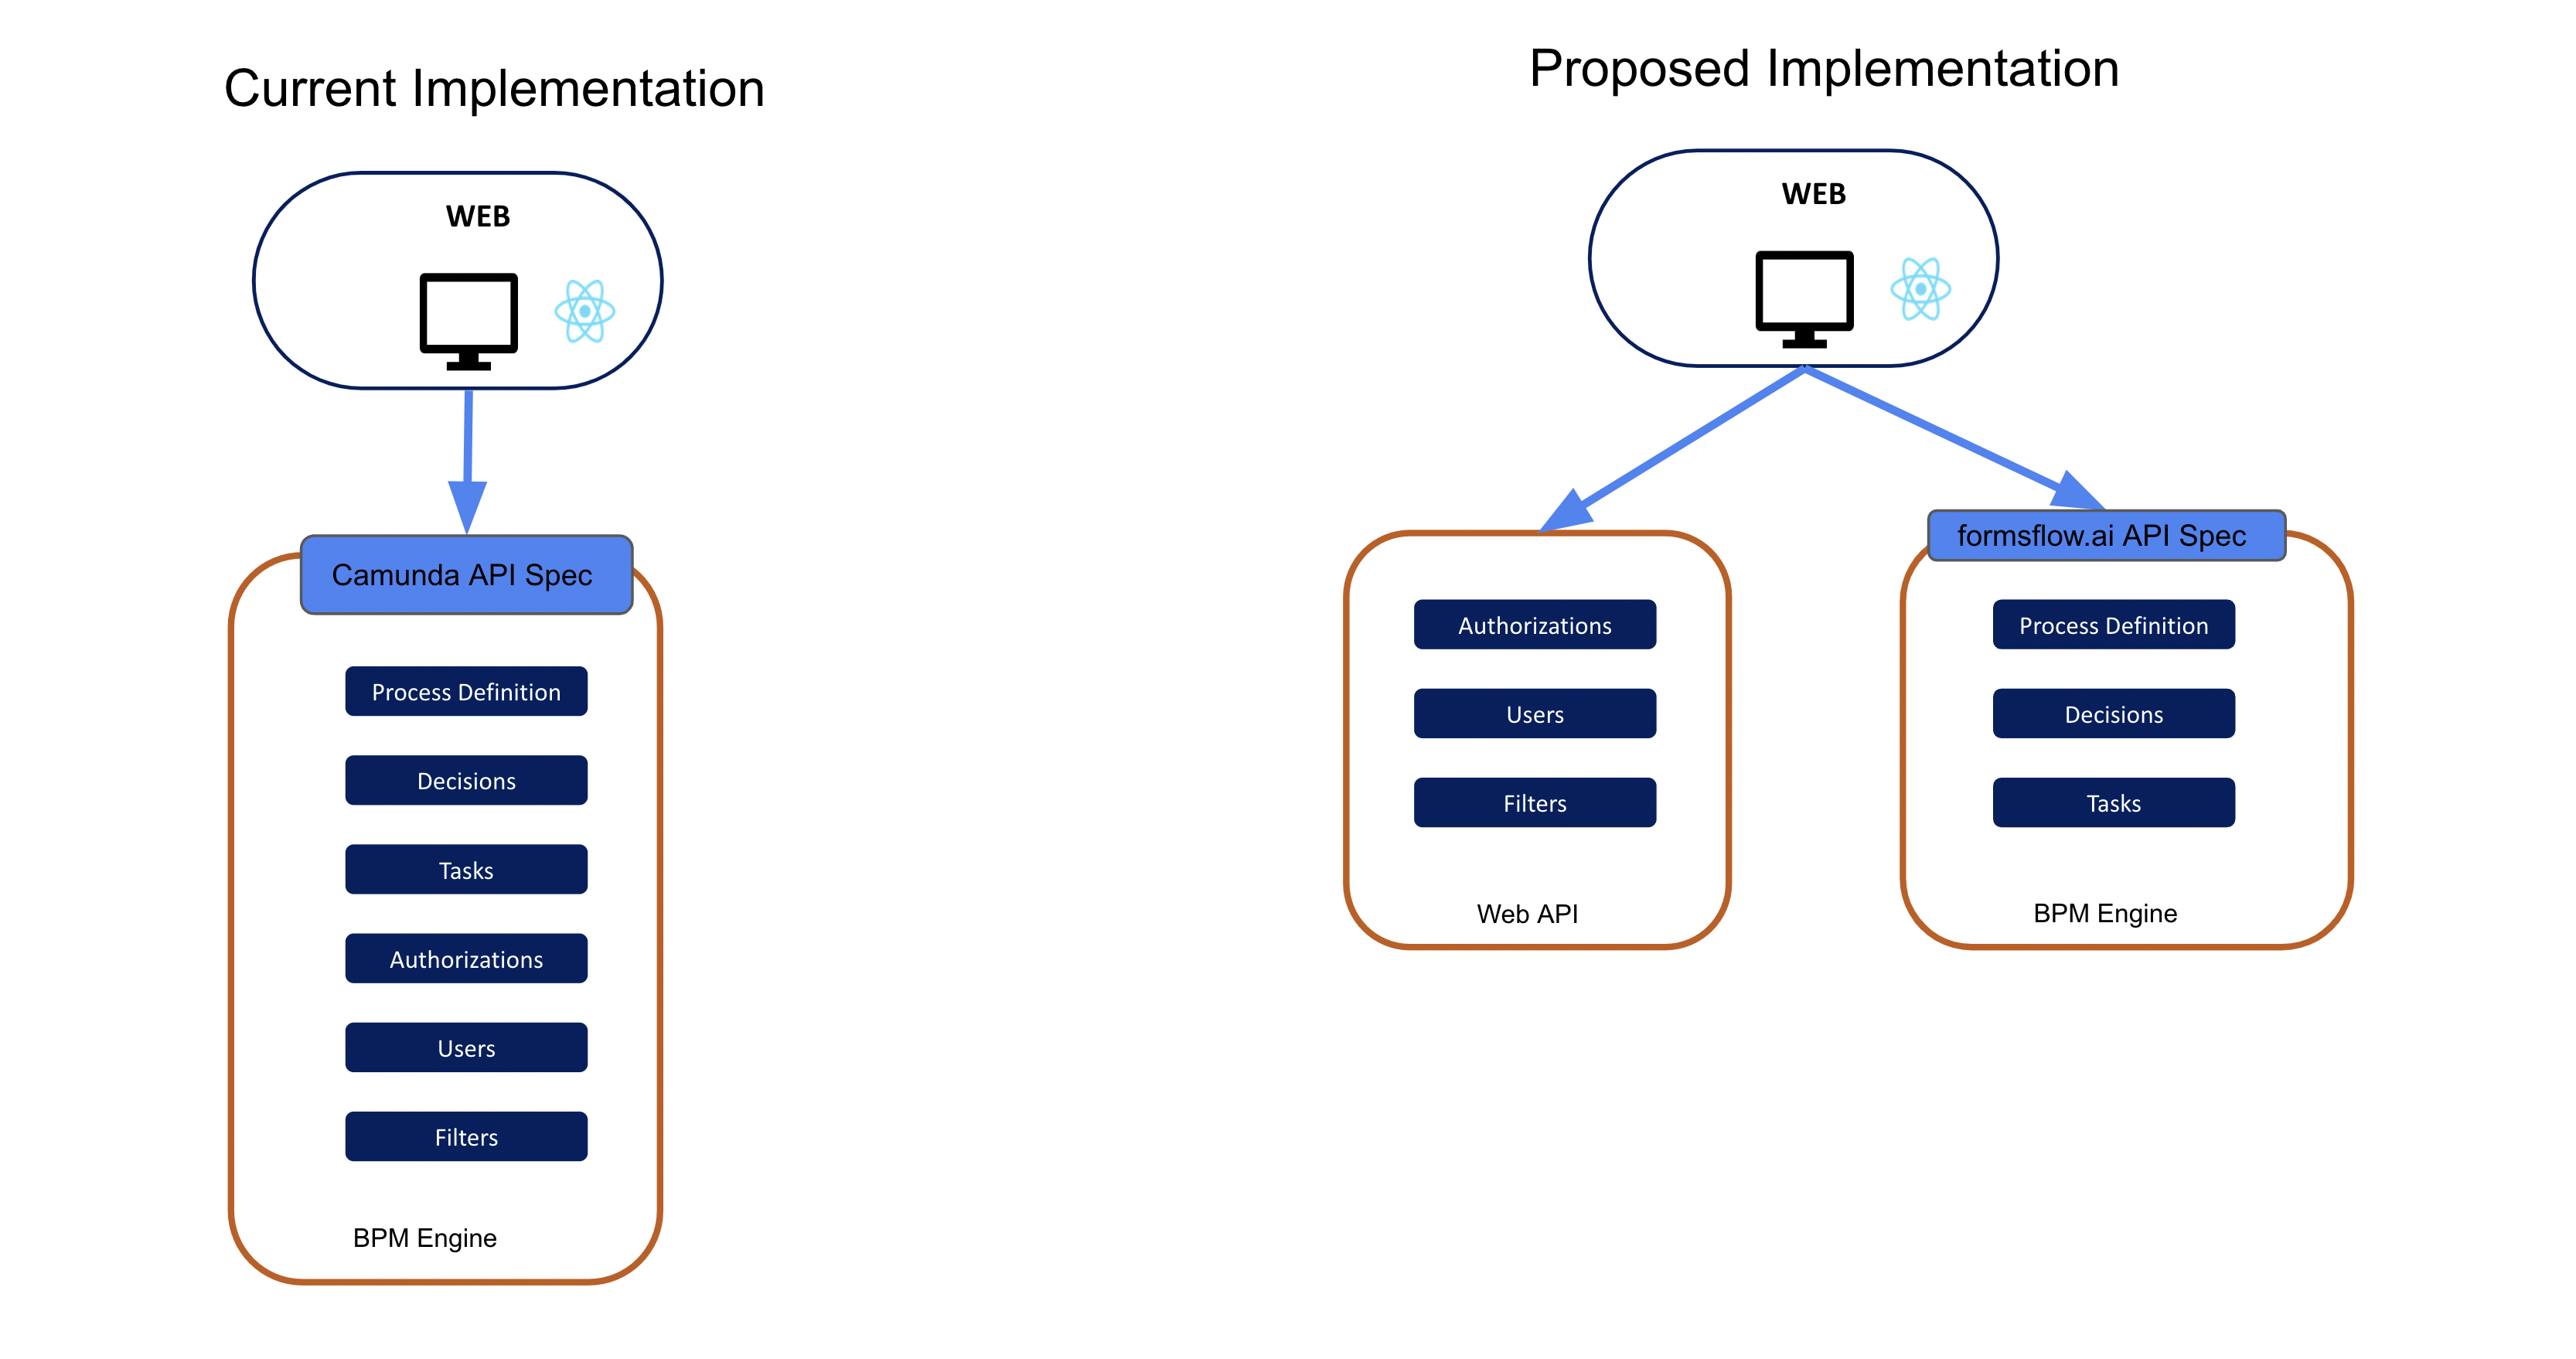 Current Implementation
WEB
Camunda API Spec
Process Definition
Decisions
Tasks
Authorizations
Users
Filters
BPM Engine
Proposed Implementation
WEB
Authorizations
Users
Filters
Web API
formsflow.ai API Spec
Process Definition
Decisions
Tasks
BPM Engine